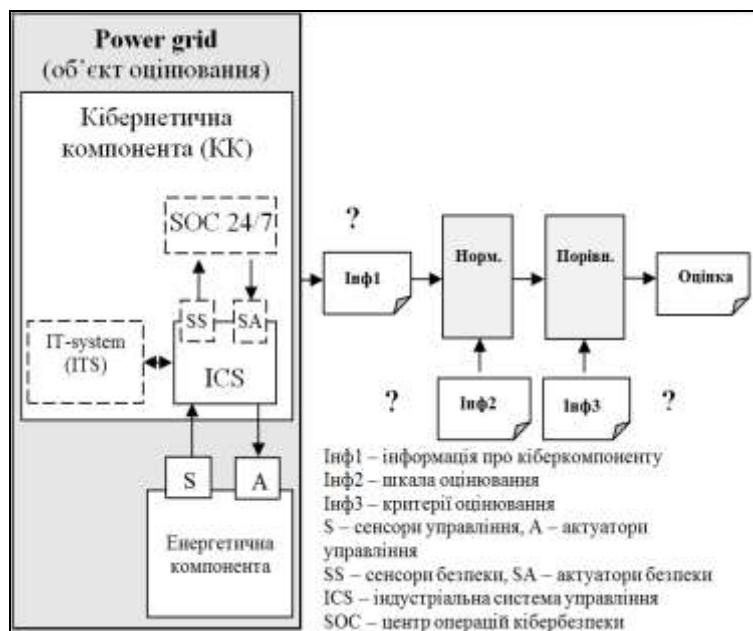 Power grid
(об'єкт оцінювання)
Кібернетична
компонента (КК)
SOC 24/7
SS
SA
IT-system
(ITS)
ICS
S
A
Енергетична
компонента
?
Інф1
Норм.
Порівн.
Оцінка
?
Інф2
Інф3
?
Інф1 – інформація про кіберкомпоненту
Інф2 – шкала оцінювання
Інф3 – критерії оцінювання
S – сенсори управління, A – актуатори
управління
SS – сенсори безпеки, SA – актуатори безпеки
ICS – індустріальна система управління
SOC – центр операцій кібербезпеки